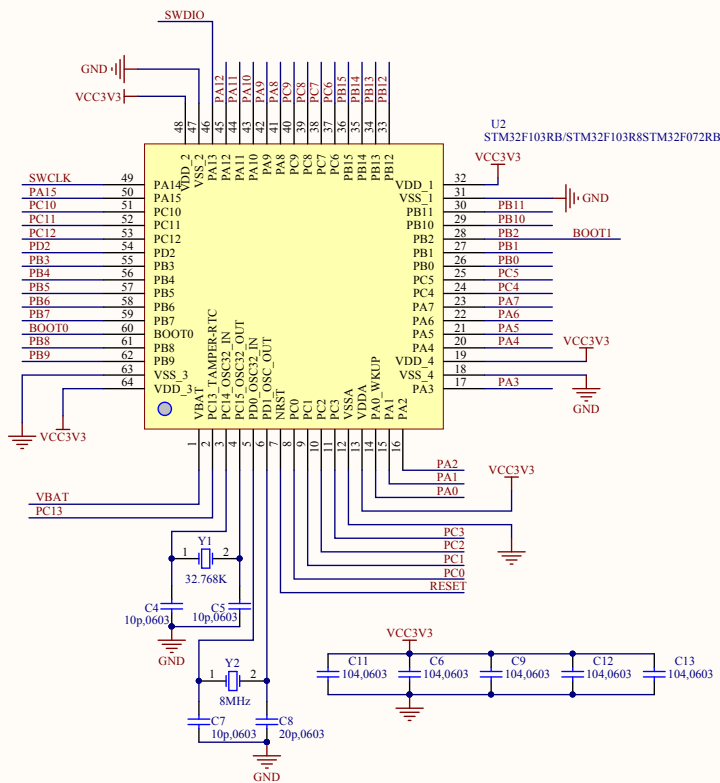 SWDIO
GND
VCC3V3
PA12
PA11
PA10
PA9
PA8
PC9
PC8
PC7
PC6
PB15
PB14
PB13
PB12
48
47
46
45
44
43
42
41
40
39
38
37
36
35
34
33
VDD_2
VSS_2
PA13
PA12
PA11
PA10
PA9
PA8
PC9
PC8
PC7
PC6
PB15
PB14
PB13
PB12
U2
STM32F103RB/STM32F103R8STM32F072RB
VCC3V3
SWCLK 49 PA14
PA15 50 PA15
PC10 51 PC10
PC11 52 PC11
PC12 53 PC12
PD2 54 PD2
PB3 55 PB3
PB4 56 PB4
PB5 57 PB5
PB6 58 PB6
PB7 59 PB7
BOOT0 60 BOOT0
PB8 61 PB8
PB9 62 PB9
63 VSS_3
64 VDD_3
VCC3V3
VDD_1 32
VSS_1 31 GND
PB11 30 PB11
PB10 29 PB10
PB2 28 PB2 BOOT1
PB1 27 PB1
PB0 26 PB0
PC5 25 PC5
PC4 24 PC4
PA7 23 PA7
PA6 22 PA6
PA5 21 PA5
PA4 20 PA4
VCC3V3
VDD_4 19
VSS_4 18
PA3 17 PA3
GND
VBAT
PC13_TAMPER-RTC
PC14_OSC32_IN
PC15_OSC32_OUT
PD0_OSC32_IN
PD1_OSC_OUT
NRST
PC0
PC1
PC2
PC3
VSSA
VDDA
PA0_WKUP
PA1
PA2
1
2
3
4
5
6
7
8
9
10
11
12
13
14
15
16
PA2
PA1
PA0
VCC3V3
VBAT
PC13
PC3
PC2
PC1
PC0
RESET
Y1
1 2
32.768K
C4
10p,0603
C5
10p,0603
GND
Y2
1 2
8MHz
C7
10p,0603
C8
20p,0603
GND
VCC3V3
C11
104,0603
C6
104,0603
C9
104,0603
C12
104,0603
C13
104,0603